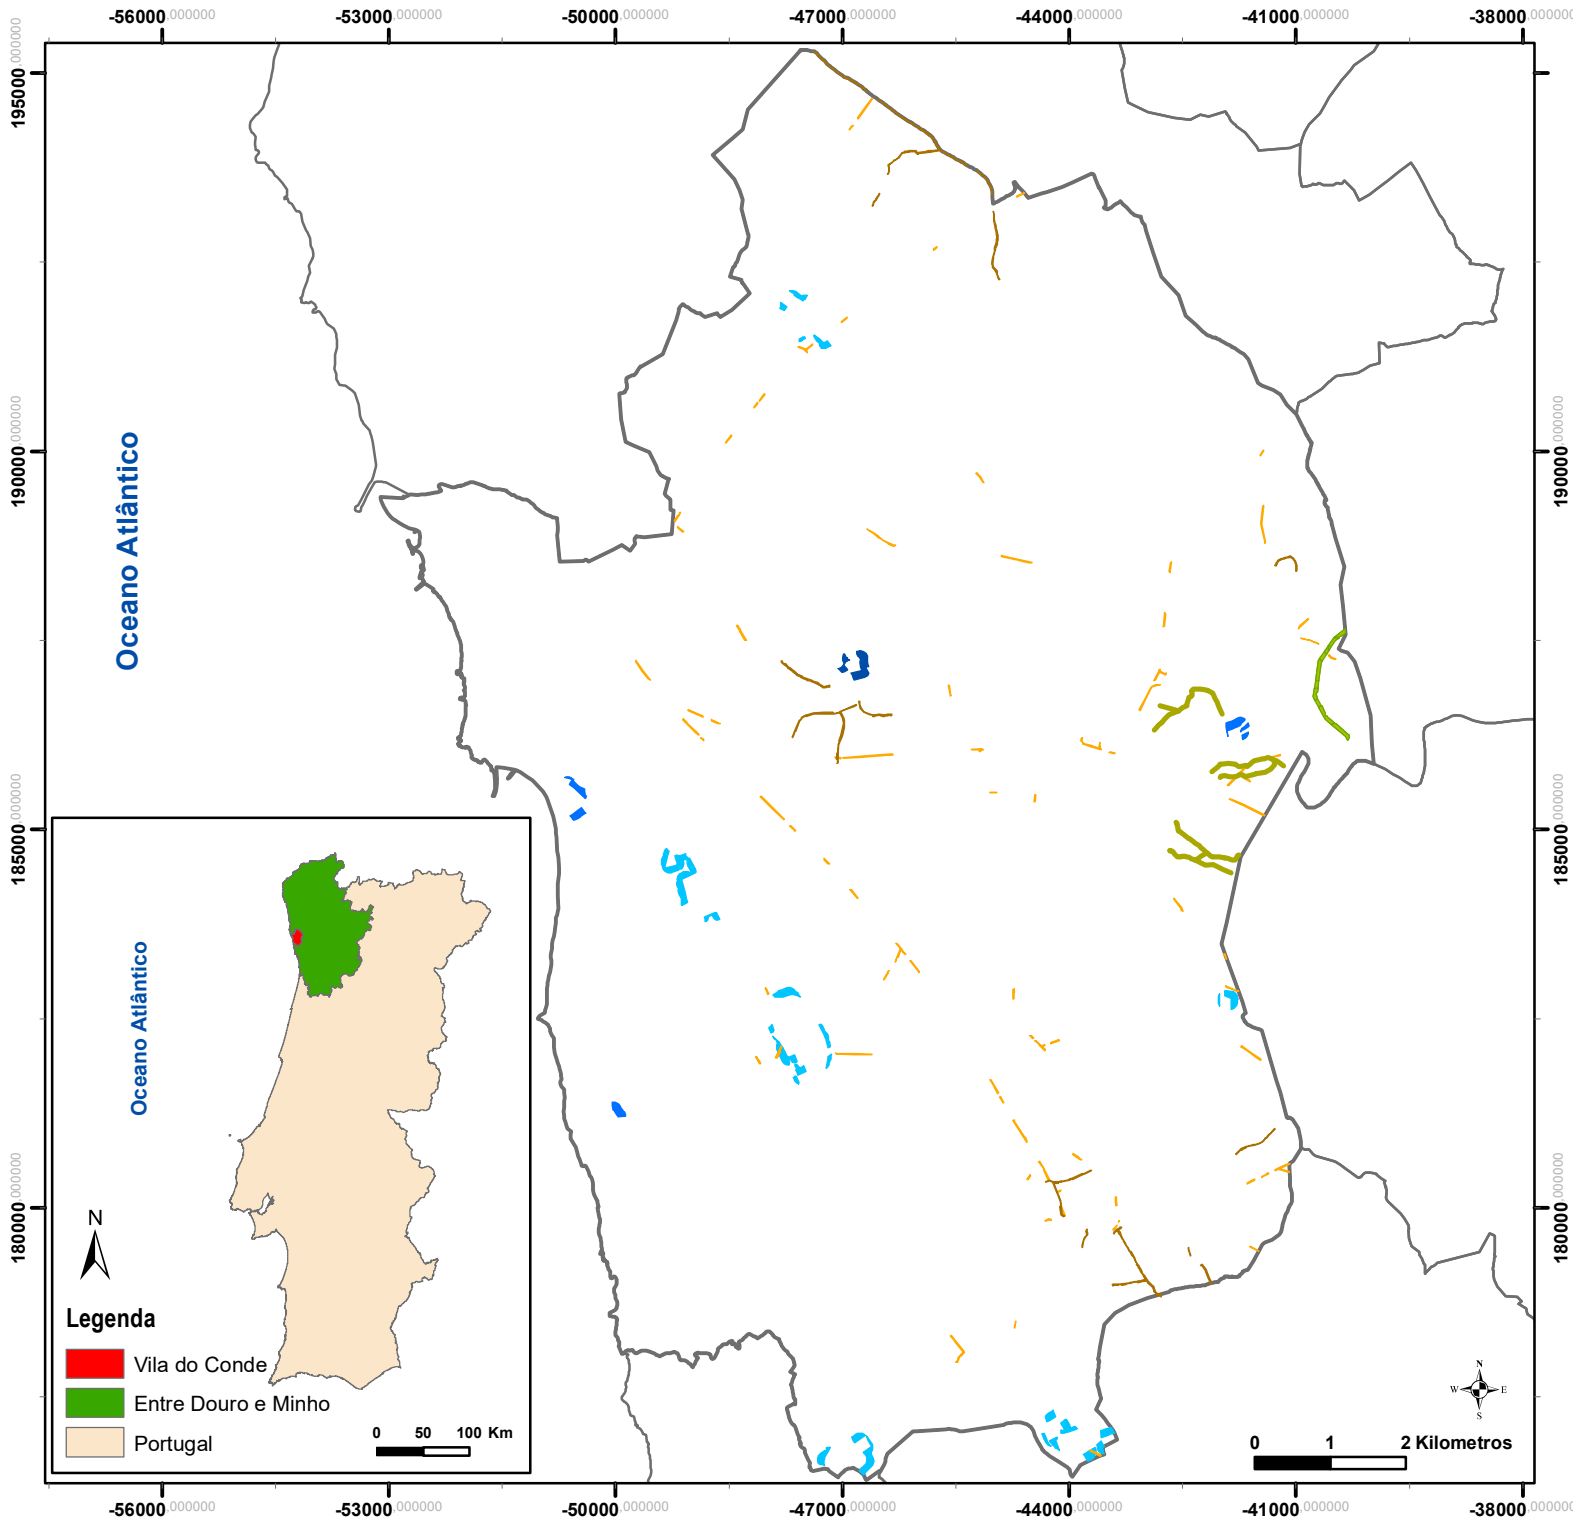 -56000,000000 -53000,000000 -50000,000000 -47000,000000 -44000,000000 -41000,000000 -38000,000000
195000,000000
195000,000000
190000,000000
190000,000000
Oceano Atlântico
185000,000000
185000,000000
Oceano Atlântico
180000,000000
180000,000000
N
Legenda
Vila do Conde
Entre Douro e Minho
Portugal
0 50 100 Km
N
W E
S
0 1 2 Kilometros
-56000,000000 -53000,000000 -50000,000000 -47000,000000 -44000,000000 -41000,000000 -38000,000000